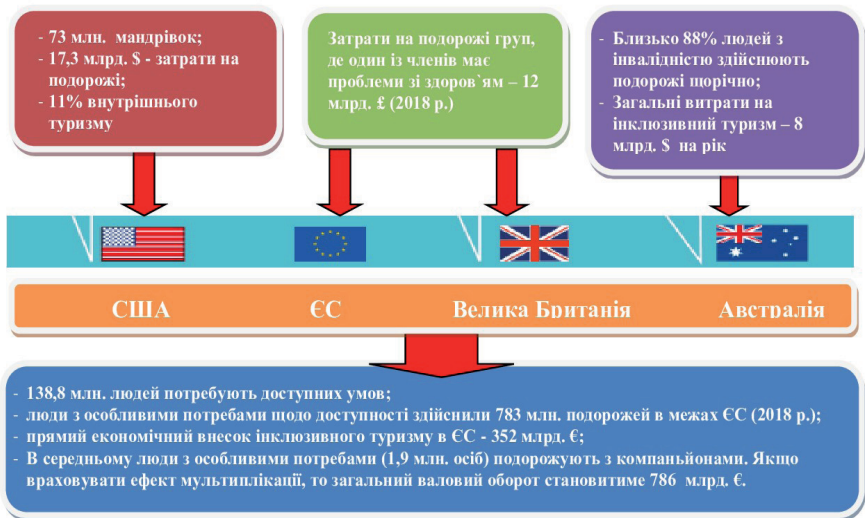 - 73 млн. мандрівок;
- 17,3 млрд. $ - затрати на
подорожі;
- 11% внутрішнього
туризму
Затрати на подорожі груп,
де один із членів має
проблеми зі здоров`ям – 12
млрд. £ (2018 р.)
- Близько 88% людей з
інвалідністю здійснюють
подорожі щорічно;
- Загальні витрати на
інклюзивний туризм – 8
млрд. $ на рік
США
ЄС
Велика Британія
Австралія
- 138,8 млн. людей потребують доступних умов;
- люди з особливими потребами щодо доступності здійснили 783 млн. подорожей в межах ЄС (2018 р.);
- прямий економічний внесок інклюзивного туризму в ЄС - 352 млрд. €;
- В середньому люди з особливими потребами (1,9 млн. осіб) подорожують з компаньйонами. Якщо
враховувати ефект мультиплікації, то загальний валовий оборот становитиме 786 млрд. €.